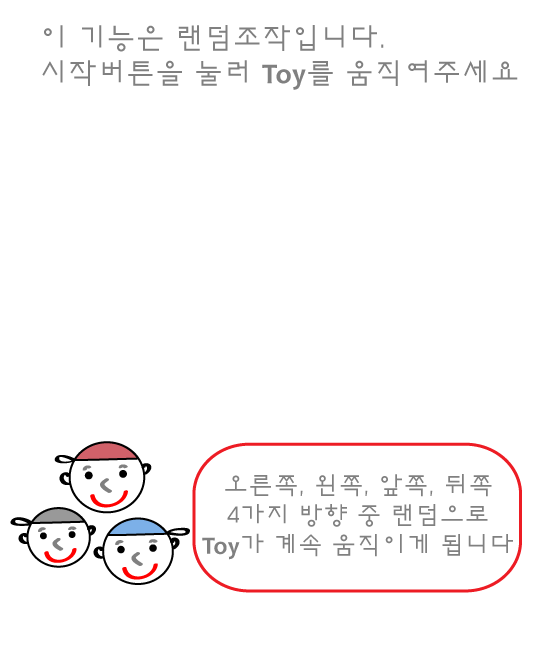 이 기능은 랜덤조작입니다.
시작버튼을 눌러 Toy를 움직여주세요
오른쪽, 왼쪽, 앞쪽, 뒤쪽
4가지 방향 중 랜덤으로
Toy가 계속 움직이게 됩니다